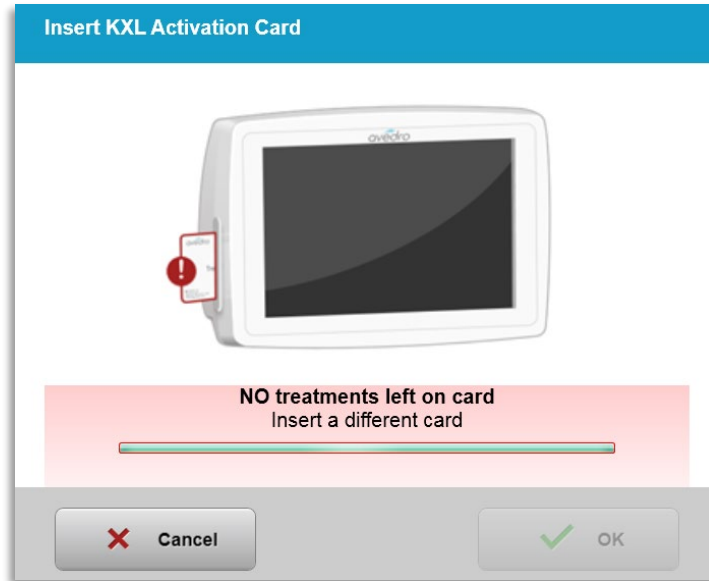 Insert KXL Activation Card
avedro
avedro
NO treatments left on card
Insert a different card
Cancel
OK